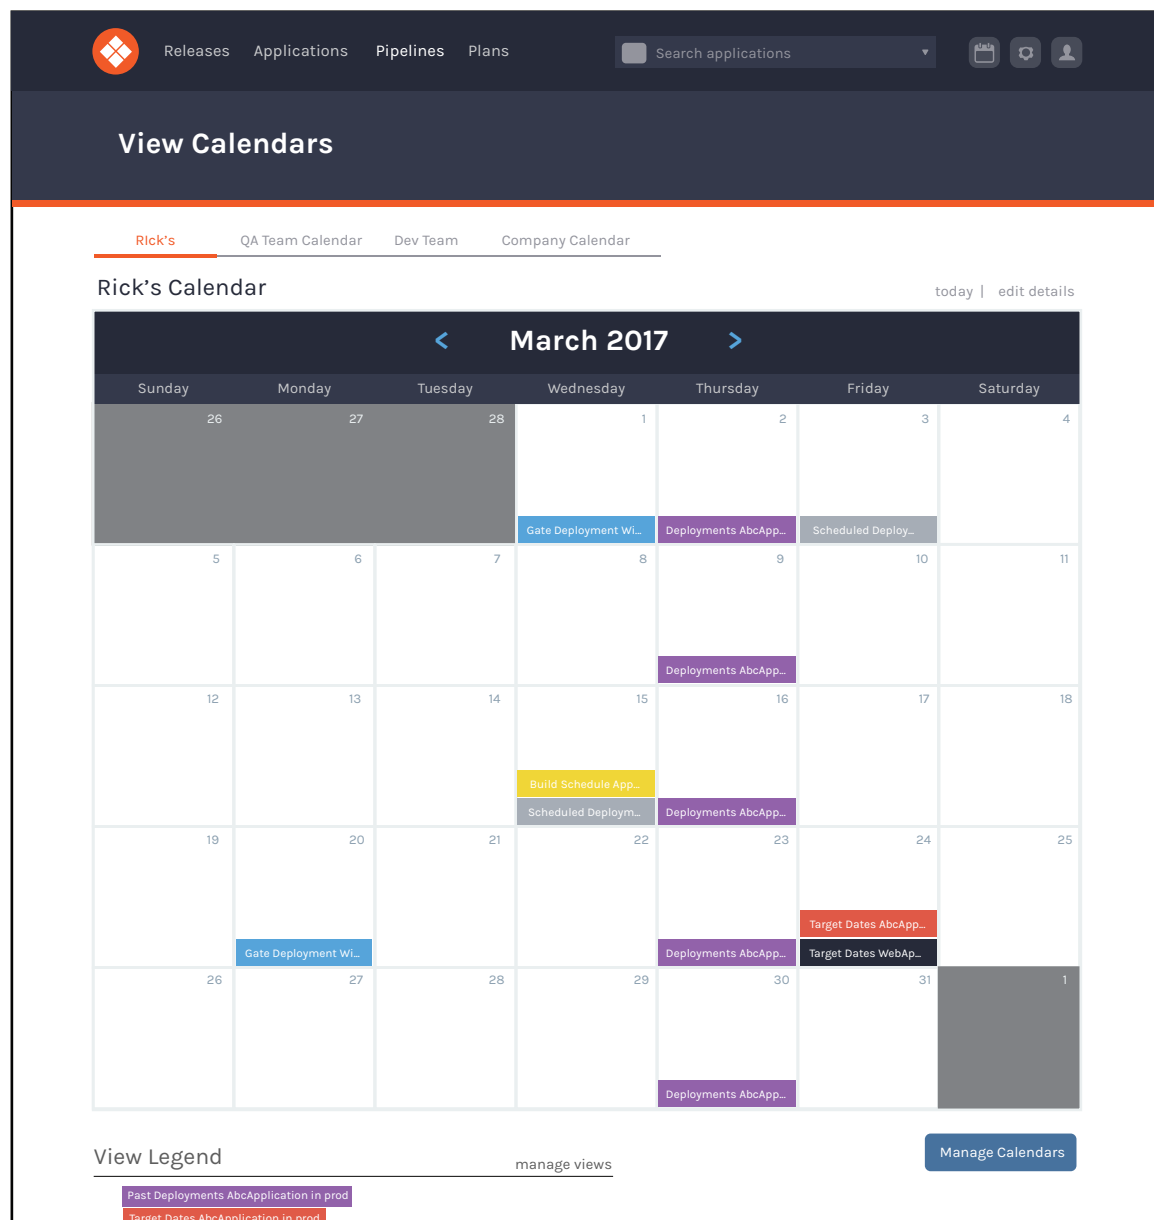 Releases Applications Pipelines Plans Search applications
View Calendars
RIck's QA Team Calendar Dev Team Company Calendar
Rick's Calendar today | edit details
< March 2017 >
Sunday Monday Tuesday Wednesday Thursday Friday Saturday
26 27 28 1 2 3 4
Gate Deployment Wi... Deployments AbcApp... Scheduled Deploy...
5 6 7 8 9 10 11
Deployments AbcApp...
12 13 14 15 16 17 18
Build Schedule App...
Scheduled Deploym... Deployments AbcApp...
19 20 21 22 23 24 25
Target Dates AbcApp...
Gate Deployment Wi... Deployments AbcApp... Target Dates WebAp...
26 27 28 29 30 31 1
Deployments AbcApp...
View Legend manage views Manage Calendars
Past Deployments AbcApplication in prod
Target Dates AbcApplication in prod